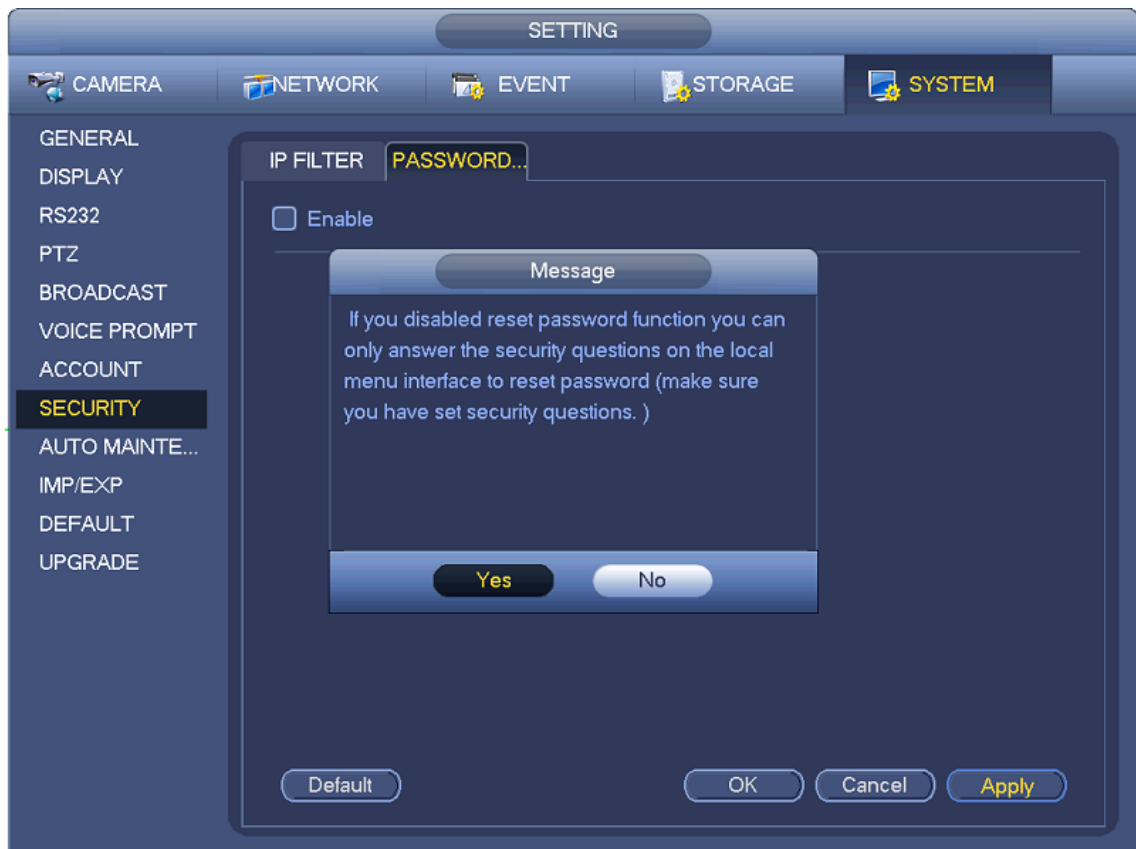 SETTING
CAMERA NETWORK EVENT STORAGE SYSTEM
GENERAL
DISPLAY
RS232
PTZ
BROADCAST
VOICE PROMPT
ACCOUNT
SECURITY
AUTO MAINTE...
IMP/EXP
DEFAULT
UPGRADE
IP FILTER PASSWORD...
Enable
Message
If you disabled reset password function you can
only answer the security questions on the local
menu interface to reset password (make sure
you have set security questions. )
Yes No
Default OK Cancel Apply